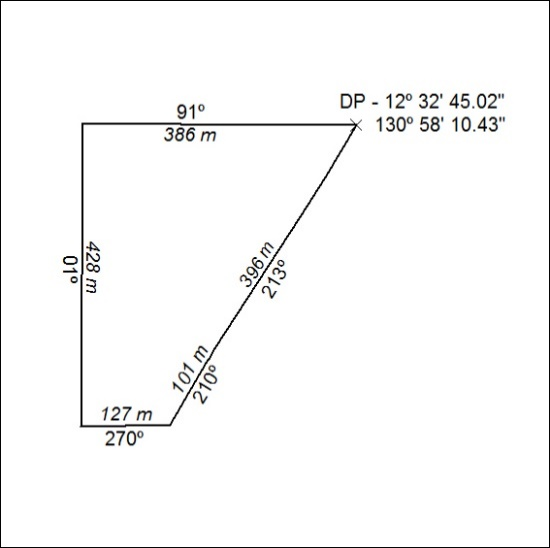 DP - 12º 32' 45.02"
130º 58' 10.43"
91º
386 m
428 m
01º
396 m
213º
101 m
210º
127 m
270º